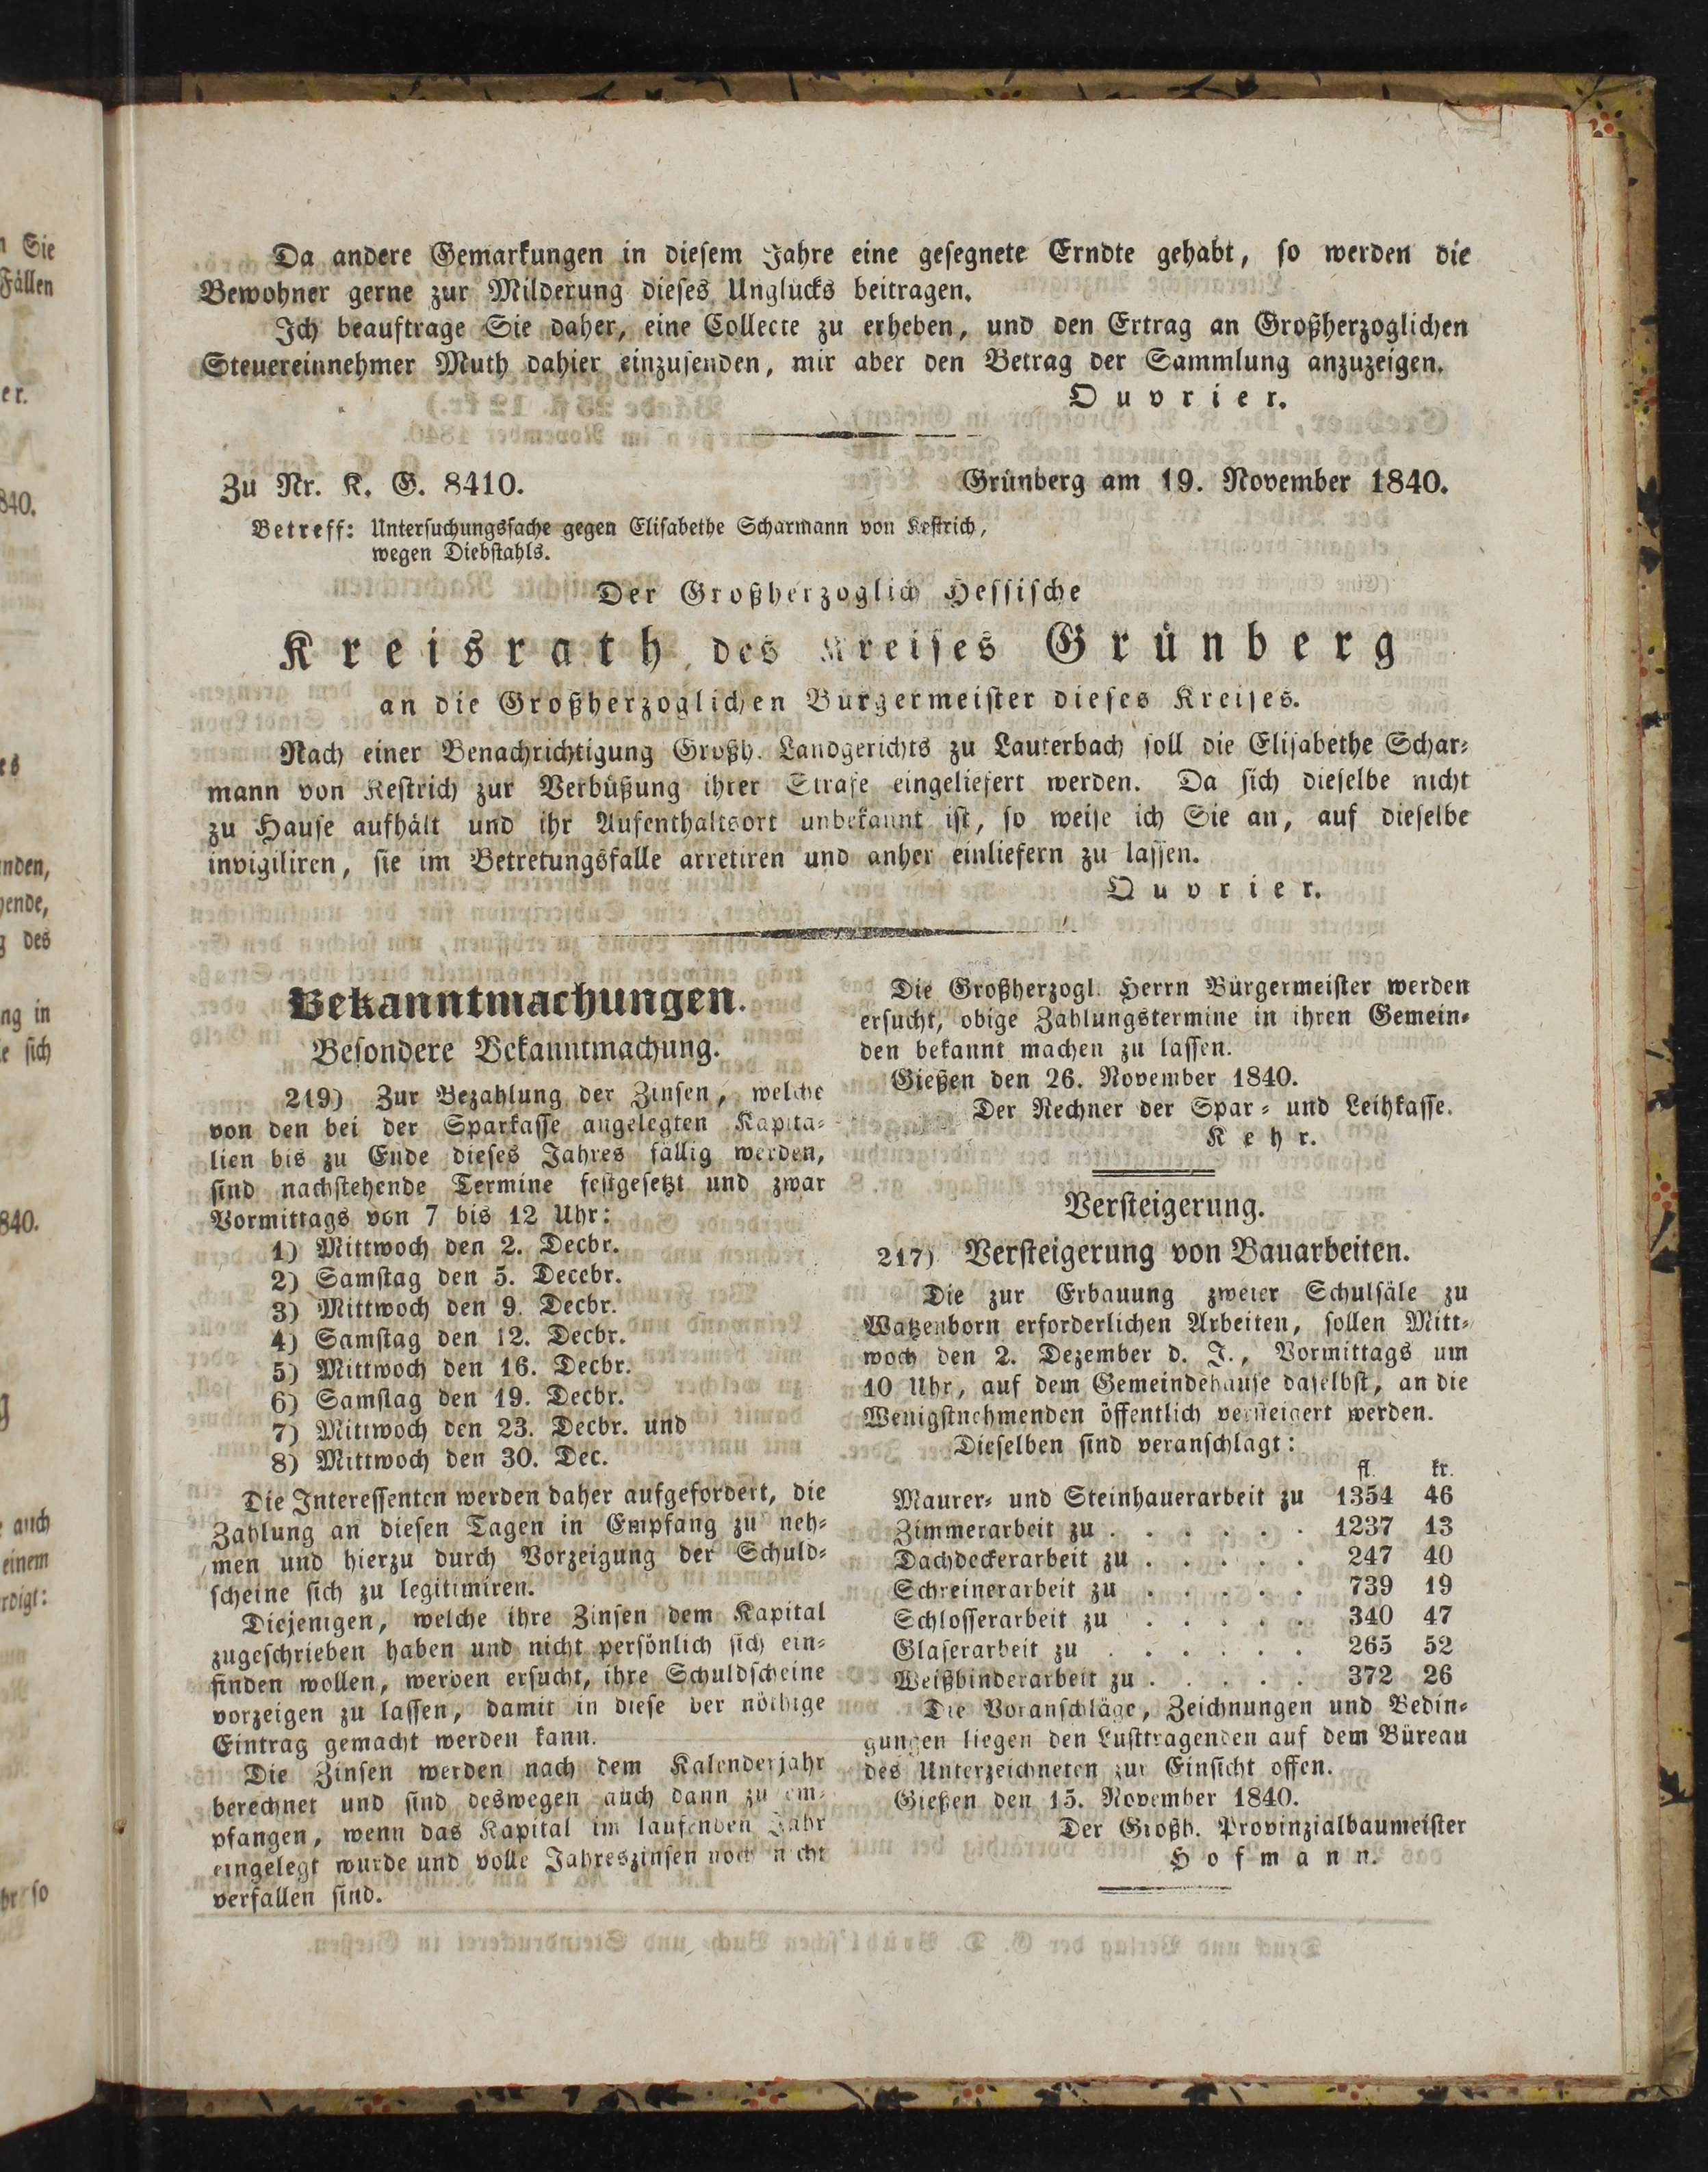 Da andere Gemarkungen in dieſem Jahre eine geſegnete Erndte gehabt, ſo werden die
Bewohner gerne zur Milderung dieſes Unglücks beitragen.
Ich beauftrage Sie daher, eine Collecte zu erheben, und den Ertrag an Großherzoglichen
Steuereinnehmer Muth dahier einzuſenden, mir aber den Betrag der Sammlung anzuzeigen.
Ouvrier.
Zu Nr. K. G. 8410.
Grünberg am 19. November 1840.
Betreff: Unterſuchungsſache gegen Eliſabethe Scharmann von Keſtrich,
wegen Diebſtahls.
Der Großherzoglich Heſſiſche
Kreisrath des Kreiſes Grünberg
an die Großherzoglichen Bürgermeiſter dieſes Kreiſes.
Nach einer Benachrichtigung Großh. Landgerichts zu Lauterbach ſoll die Eliſabethe Schar⸗
mann von Keſtrich zur Verbüßung ihrer Strafe eingeliefert werden. Da ſich dieſelbe nicht
zu Hauſe aufhält und ihr Aufenthaltsort unbekannt iſt, ſo weiſe ich Sie an, auf dieſelbe
invigiliren, ſie im Betretungsfalle arretiren und anher einliefern zu laſſen.
Ouvrier.
Bekanntmachungen.
Beſondere Bekanntmachung.
219) Zur Bezahlung der Zinſen, welche
von den bei der Sparkaſſe angelegten Kapita⸗
lien bis zu Ende dieſes Jahres fällig werden,
ſind nachſtehende Termine feſtgeſetzt und zwar
Vormittags von 7 bis 12 Uhr:
1) Mittwoch den 2. Decbr.
2) Samſtag den 5. Decebr.
3) Mittwoch den 9. Decbr.
4) Samſtag den 12. Decbr.
5) Mittwoch den 16. Decbr.
6) Samſtag den 19. Decbr.
7) Mittwoch den 23. Decbr. und
8) Mittwoch den 30. Dec.
Die Intereſſenten werden daher aufgefordert, die
Zahlung an dieſen Tagen in Empfang zu neh⸗
men und hierzu durch Vorzeigung der Schuld⸗
ſcheine ſich zu legitimiren.
Diejenigen, welche ihre Zinſen dem Kapital
zugeſchrieben haben und nicht perſönlich ſich ein⸗
finden wollen, werden erſucht, ihre Schuldſcheine
vorzeigen zu laſſen, damit in dieſe der nöthige
Eintrag gemacht werden kann.
Die Zinſen werden nach dem Kalenderjahr
berechnet und ſind deswegen auch dann zu em⸗
pfangen, wenn das Kapital im laufenden Jahr
eingelegt wurde und volle Jahreszinſen noch nicht
verfallen ſind.
Die Großherzogl. Herrn Bürgermeiſter werden
erſucht, obige Zahlungstermine in ihren Gemein⸗
den bekannt machen zu laſſen.
Gießen den 26. November 1840.
Der Rechner der Spar⸗ und Leihkaſſe.
Kehr.
Verſteigerung.
217) Verſteigerung von Bauarbeiten.
Die zur Erbauung zweier Schulſäle zu
Watzenborn erforderlichen Arbeiten, ſollen Mitt⸗
woch den 2. Dezember d. J., Vormittags um
10 Uhr, auf dem Gemeindehauſe daſelbſt, an die
Wenigſtnehmenden öffentlich verſteigert werden.
Dieſelben ſind veranſchlagt:
fl. kr.
Maurer⸗ und Steinhauerarbeit zu 1354 46
Zimmerarbeit zu . . . . . . 1237 13
Dachdeckerarbeit zu . . . . . 247 40
Schreinerarbeit zu . . . . . 739 19
Schloſſerarbeit zu . . . . . 340 47
Glaſerarbeit zu . . . . . . 265 52
Weißbinderarbeit zu . . . . . 372 26
Die Voranſchläge, Zeichnungen und Bedin⸗
gungen liegen den Luſttragenden auf dem Büreau
des Unterzeichneten zur Einſicht offen.
Gießen den 15. November 1840.
Der Großh. Provinzialbaumeiſter
Hofmann.